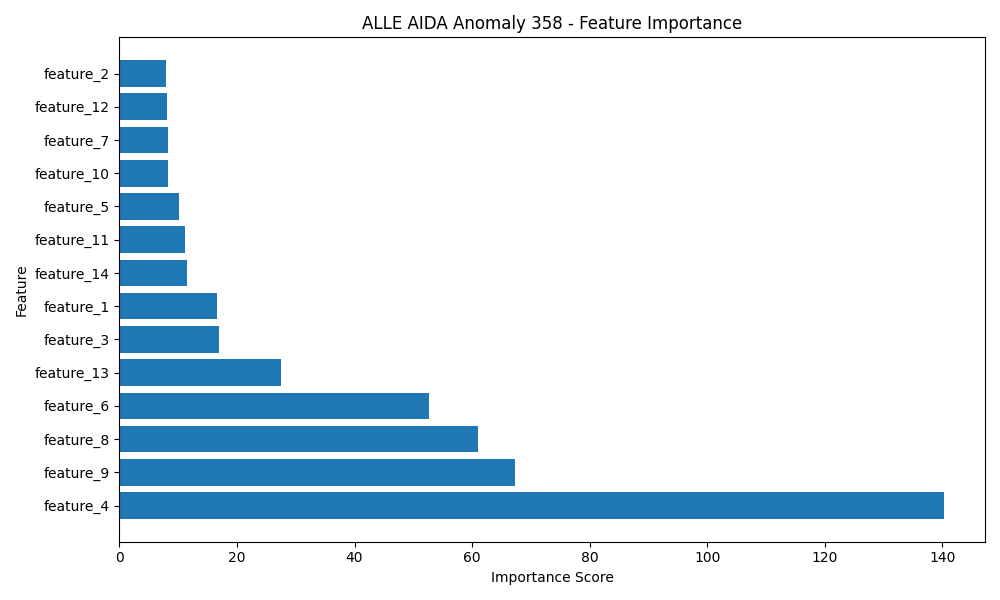 ALLE AIDA Anomaly 358 - Feature Importance
Feature
feature_2
feature_12
feature_7
feature_10
feature_5
feature_11
feature_14
feature_1
feature_3
feature_13
feature_6
feature_8
feature_9
feature_4
0 20 40 60 80 100 120 140
Importance Score